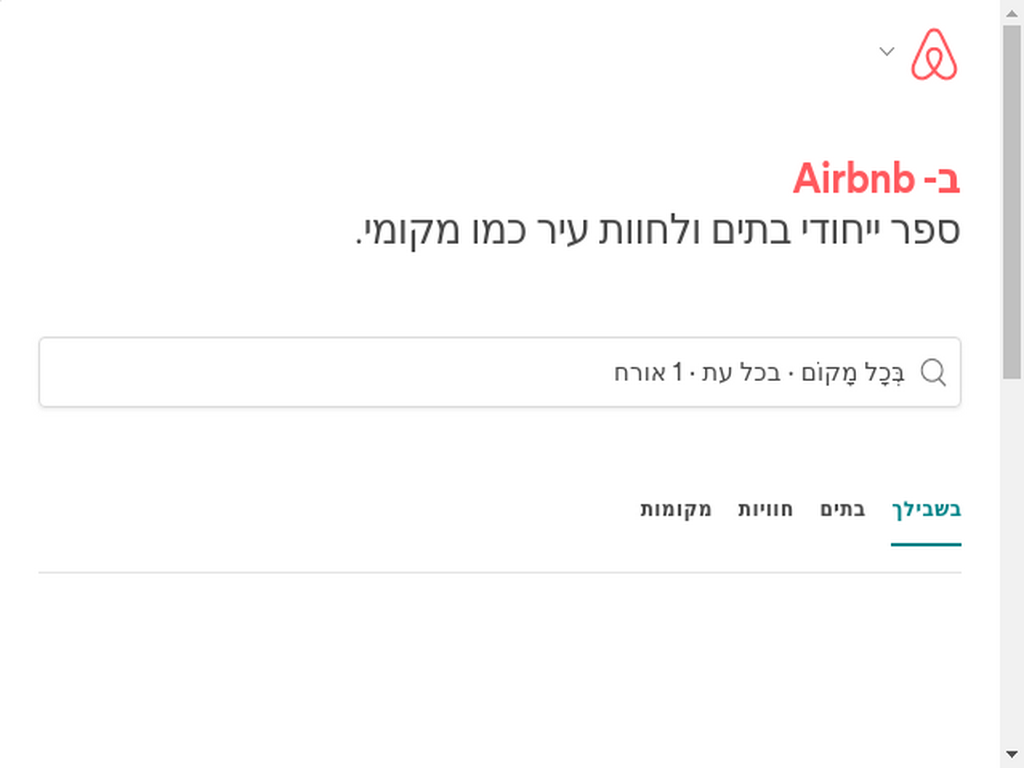 ב- Airbnb
ספר ייחודי בתים ולחוות עיר כמו מקומי.
בְּכָל מָקוֹם · בכל עת · 1 אורח
בשבילך בתים חוויות מקומות